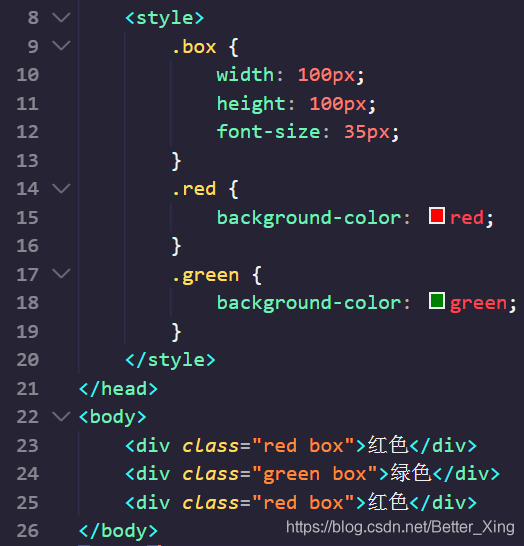 8 <style>
9 .box {
10 width: 100px;
11 height: 100px;
12 font-size: 35px;
13 }
14 .red {
15 background-color: red;
16 }
17 .green {
18 background-color: green;
19 }
20 </style>
21 </head>
22 <body>
23 <div class="red box">红色</div>
24 <div class="green box">绿色</div>
25 <div class="red box">红色</div>
26 </body>
https://blog.csdn.net/Better_Xing